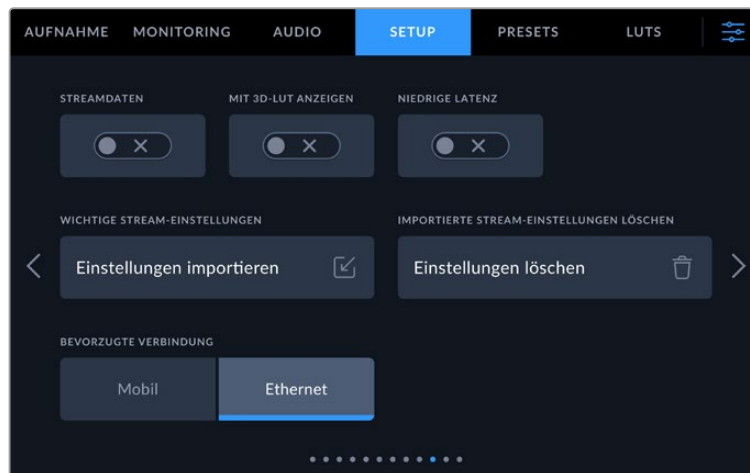 AUFNAHME MONITORING AUDIO SETUP PRESETS LUTS
STREAMDATEN MIT 3D-LUT ANZEIGEN NIEDRIGE LATENZ
WICHTIGE STREAM-EINSTELLUNGEN IMPORTIERTE STREAM-EINSTELLUNGEN LÖSCHEN
Einstellungen importieren Einstellungen löschen
BEVORZUGTE VERBINDUNG
Mobil Ethernet